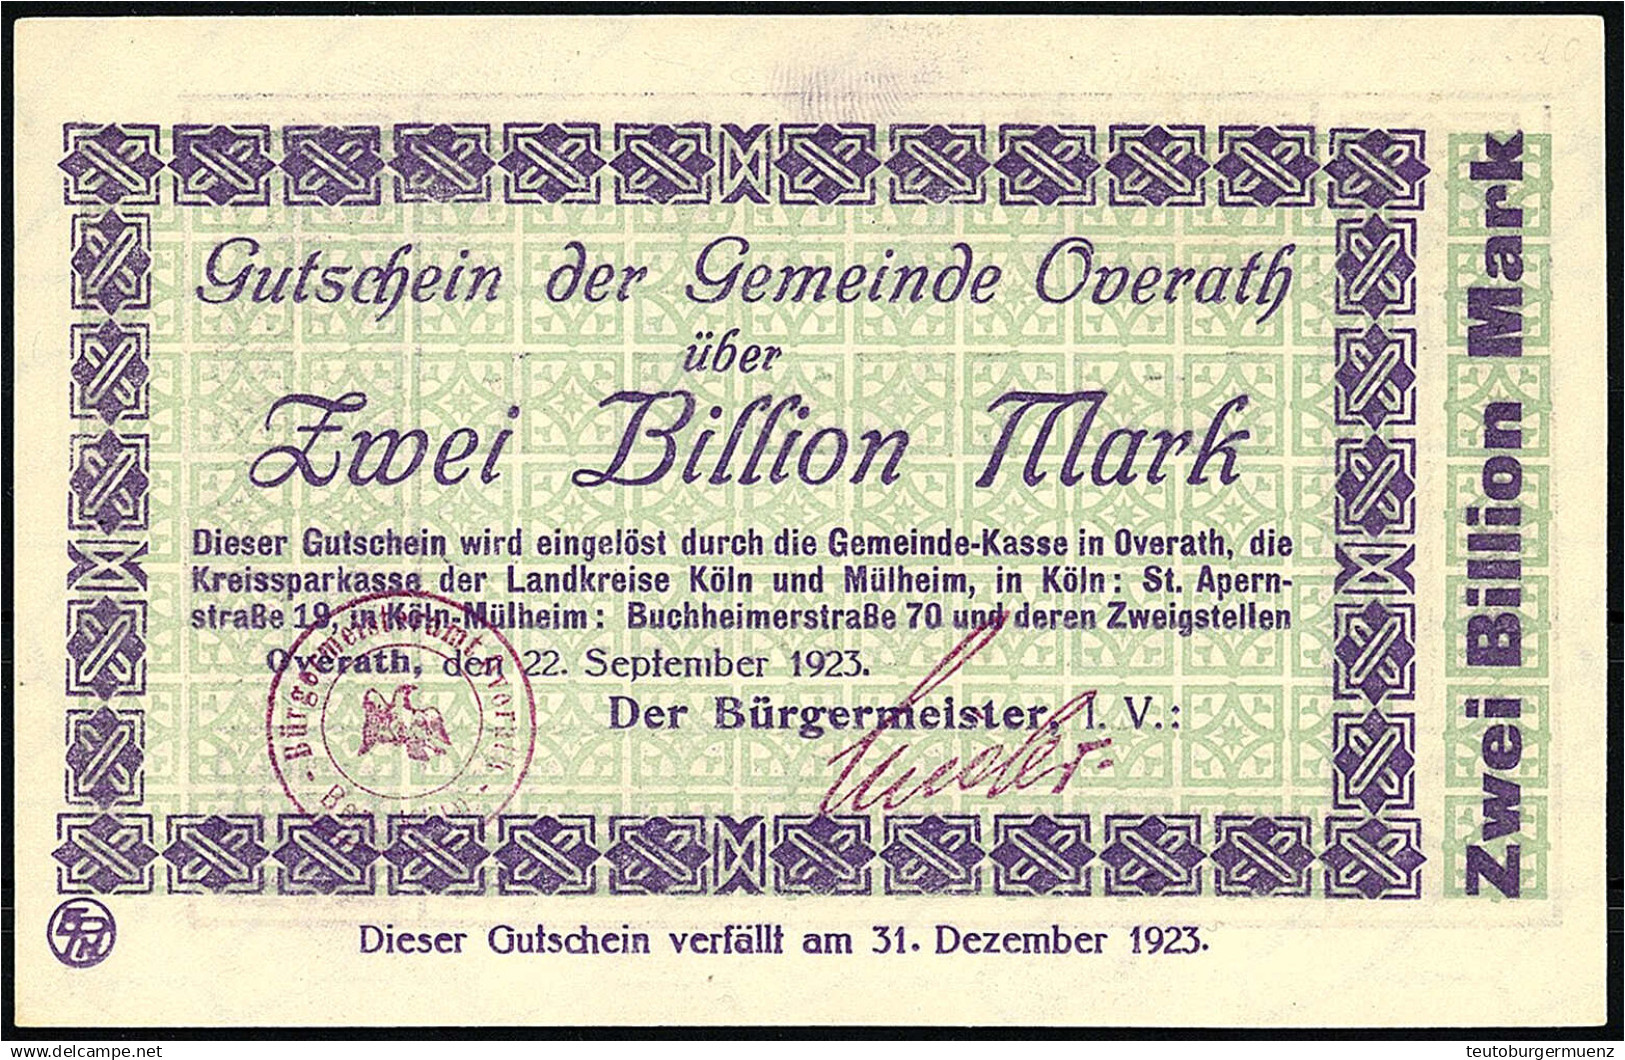 Gutschein der Gemeinde Overath
über
Zwei Billion Mark
Dieser Gutschein wird eingelöst durch die Gemeinde-Kasse in Overath, die
Kreissparkasse der Landkreise Köln und Mülheim, in Köln: St. Apern-
straße 19, in Köln-Mülheim: Buchheimerstraße 70 und deren Zweigstellen
Overath, den 22. September 1923.
Der Bürgermeister, I. V.:
Bürgermeisteramt Overath
Dieser Gutschein verfällt am 31. Dezember 1923.
Zwei Billion Mark
delcampe.net
teutoburgermuenz